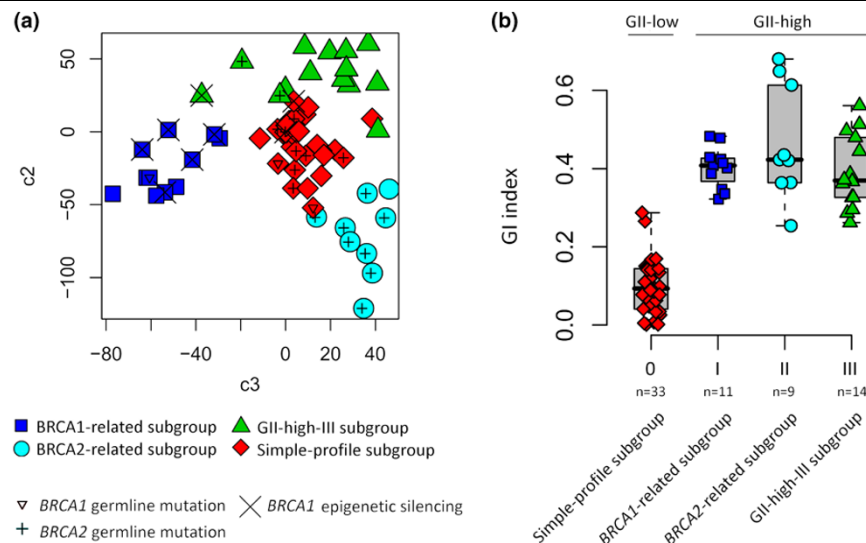 (a)
50
0
−50
−100
c2
−80
−40
0
20
40
c3
BRCA1-related subgroup
GII-high-III subgroup
BRCA2-related subgroup
Simple-profile subgroup
BRCA1 germline mutation
BRCA1 epigenetic silencing
BRCA2 germline mutation
(b)
GII-low
GII-high
0.6
0.4
0.2
0.0
GI index
0
I
II
III
n=33
n=11
n=9
n=14
Simple-profile subgroup
BRCA1-related subgroup
BRCA2-related subgroup
GII-high-III subgroup